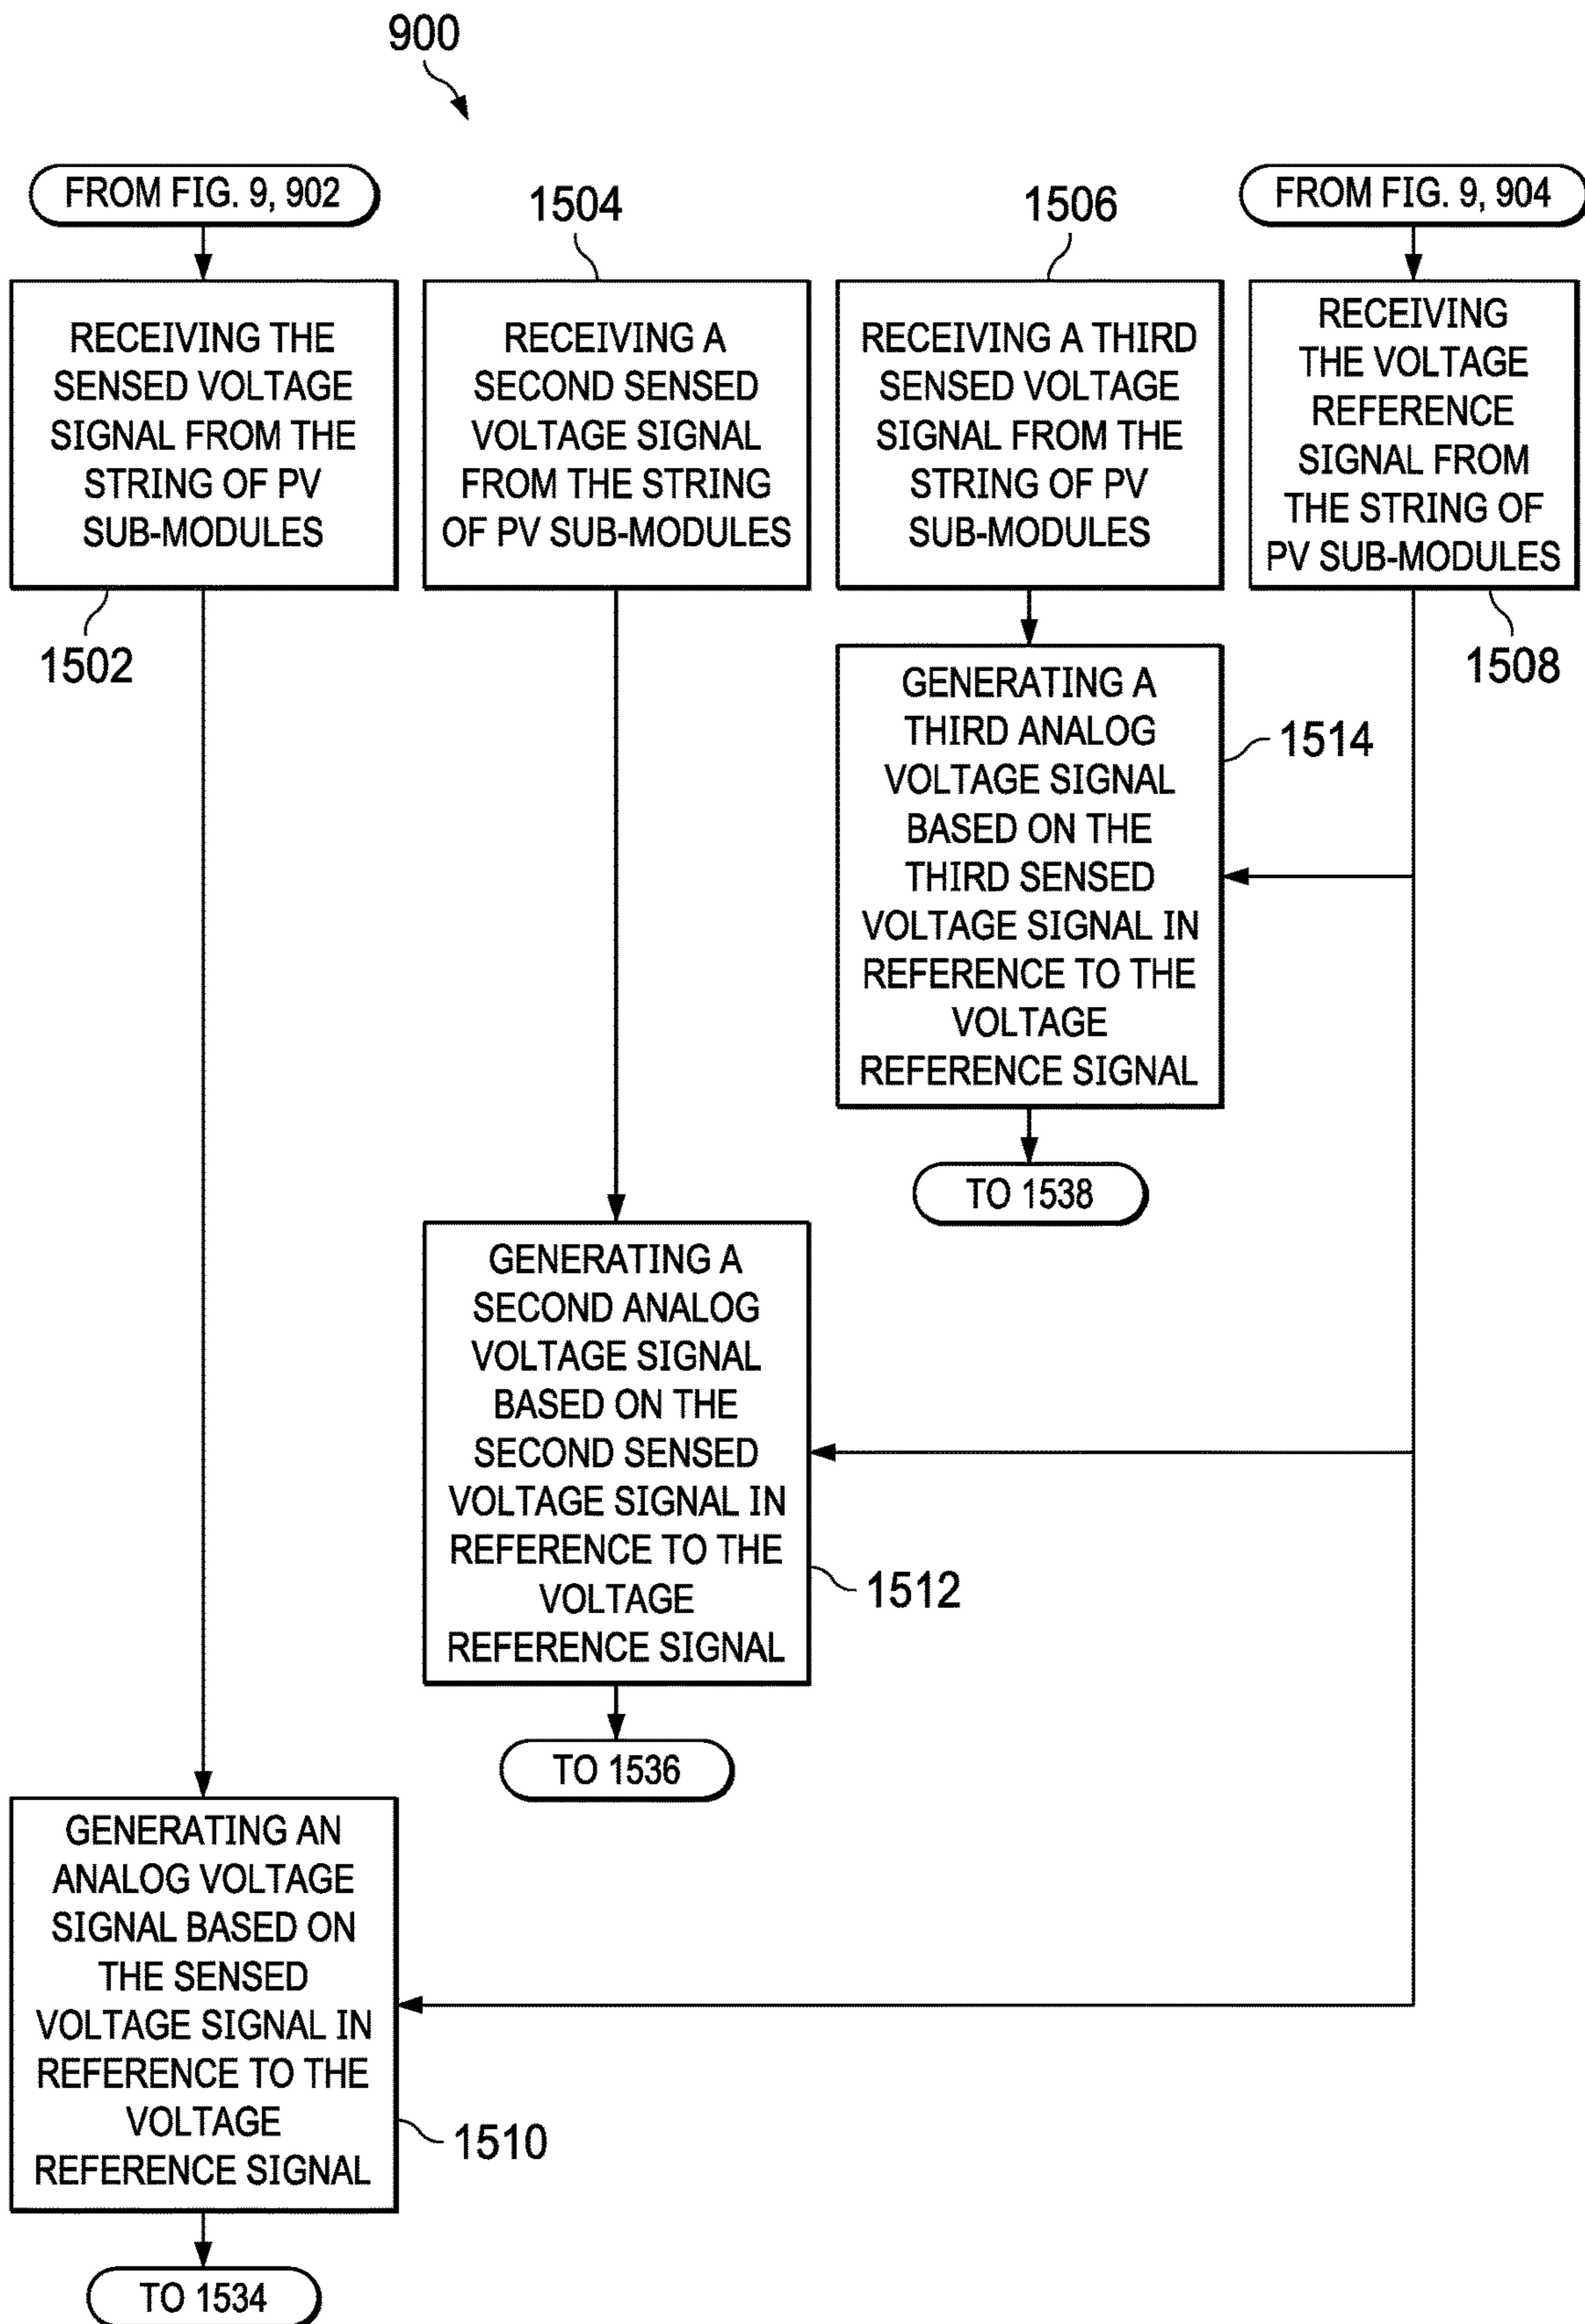 900
FROM FIG. 9, 902
1504
1506
FROM FIG. 9, 904
RECEIVING THE
SENSED VOLTAGE
SIGNAL FROM THE
STRING OF PV
SUB-MODULES
1502
RECEIVING A
SECOND SENSED
VOLTAGE SIGNAL
FROM THE STRING
OF PV SUB-MODULES
RECEIVING A THIRD
SENSED VOLTAGE
SIGNAL FROM THE
STRING OF PV
SUB-MODULES
RECEIVING
THE VOLTAGE
REFERENCE
SIGNAL FROM
THE STRING OF
PV SUB-MODULES
1508
GENERATING A
THIRD ANALOG
VOLTAGE SIGNAL
BASED ON THE
THIRD SENSED
VOLTAGE SIGNAL IN
REFERENCE TO THE
VOLTAGE
REFERENCE SIGNAL
1514
TO 1538
GENERATING A
SECOND ANALOG
VOLTAGE SIGNAL
BASED ON THE
SECOND SENSED
VOLTAGE SIGNAL IN
REFERENCE TO THE
VOLTAGE
REFERENCE SIGNAL
1512
TO 1536
GENERATING AN
ANALOG VOLTAGE
SIGNAL BASED ON
THE SENSED
VOLTAGE SIGNAL IN
REFERENCE TO THE
VOLTAGE
REFERENCE SIGNAL
1510
TO 1534